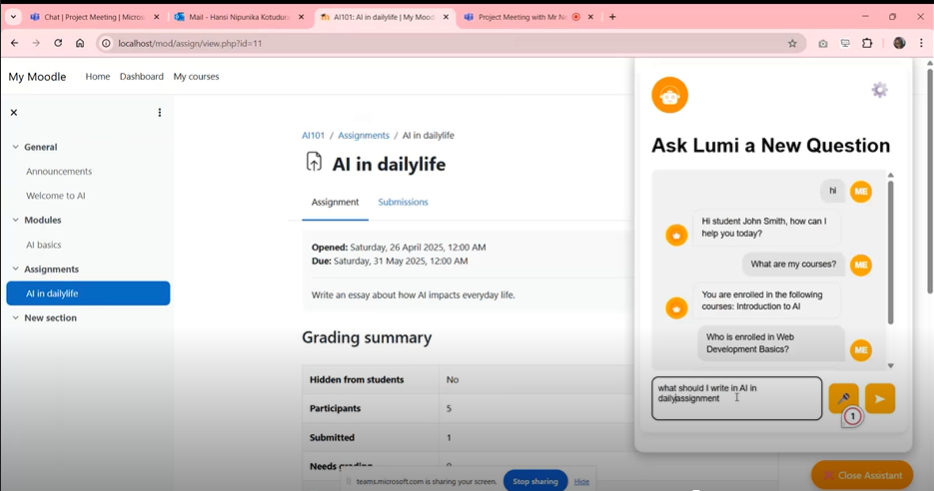 Chat | Project Meeting | Micros
Mail - Hansi Nipunika Kotudura
AI101: AI in dailylife | My Mood
Project Meeting with Mr N
localhost/mod/assign/view.php?id=11
My Moodle
Home
Dashboard
My courses
General
Announcements
Welcome to AI
Modules
AI basics
Assignments
AI in dailylife
New section
AI101 / Assignments / AI in dailylife
AI in dailylife
Assignment
Submissions
Opened: Saturday, 26 April 2025, 12:00 AM
Due: Saturday, 31 May 2025, 12:00 AM
Write an essay about how AI impacts everyday life.
Grading summary
Hidden from students No
Participants 5
Submitted 1
Needs grading
teams.microsoft.com is sharing your screen.
Stop sharing
Hide
Ask Lumi a New Question
hi
ME
Hi student John Smith, how can I
help you today?
What are my courses?
ME
You are enrolled in the following
courses: Introduction to AI
Who is enrolled in Web
Development Basics?
ME
what should I write in AI in
dailyassignment
1
Close Assistant